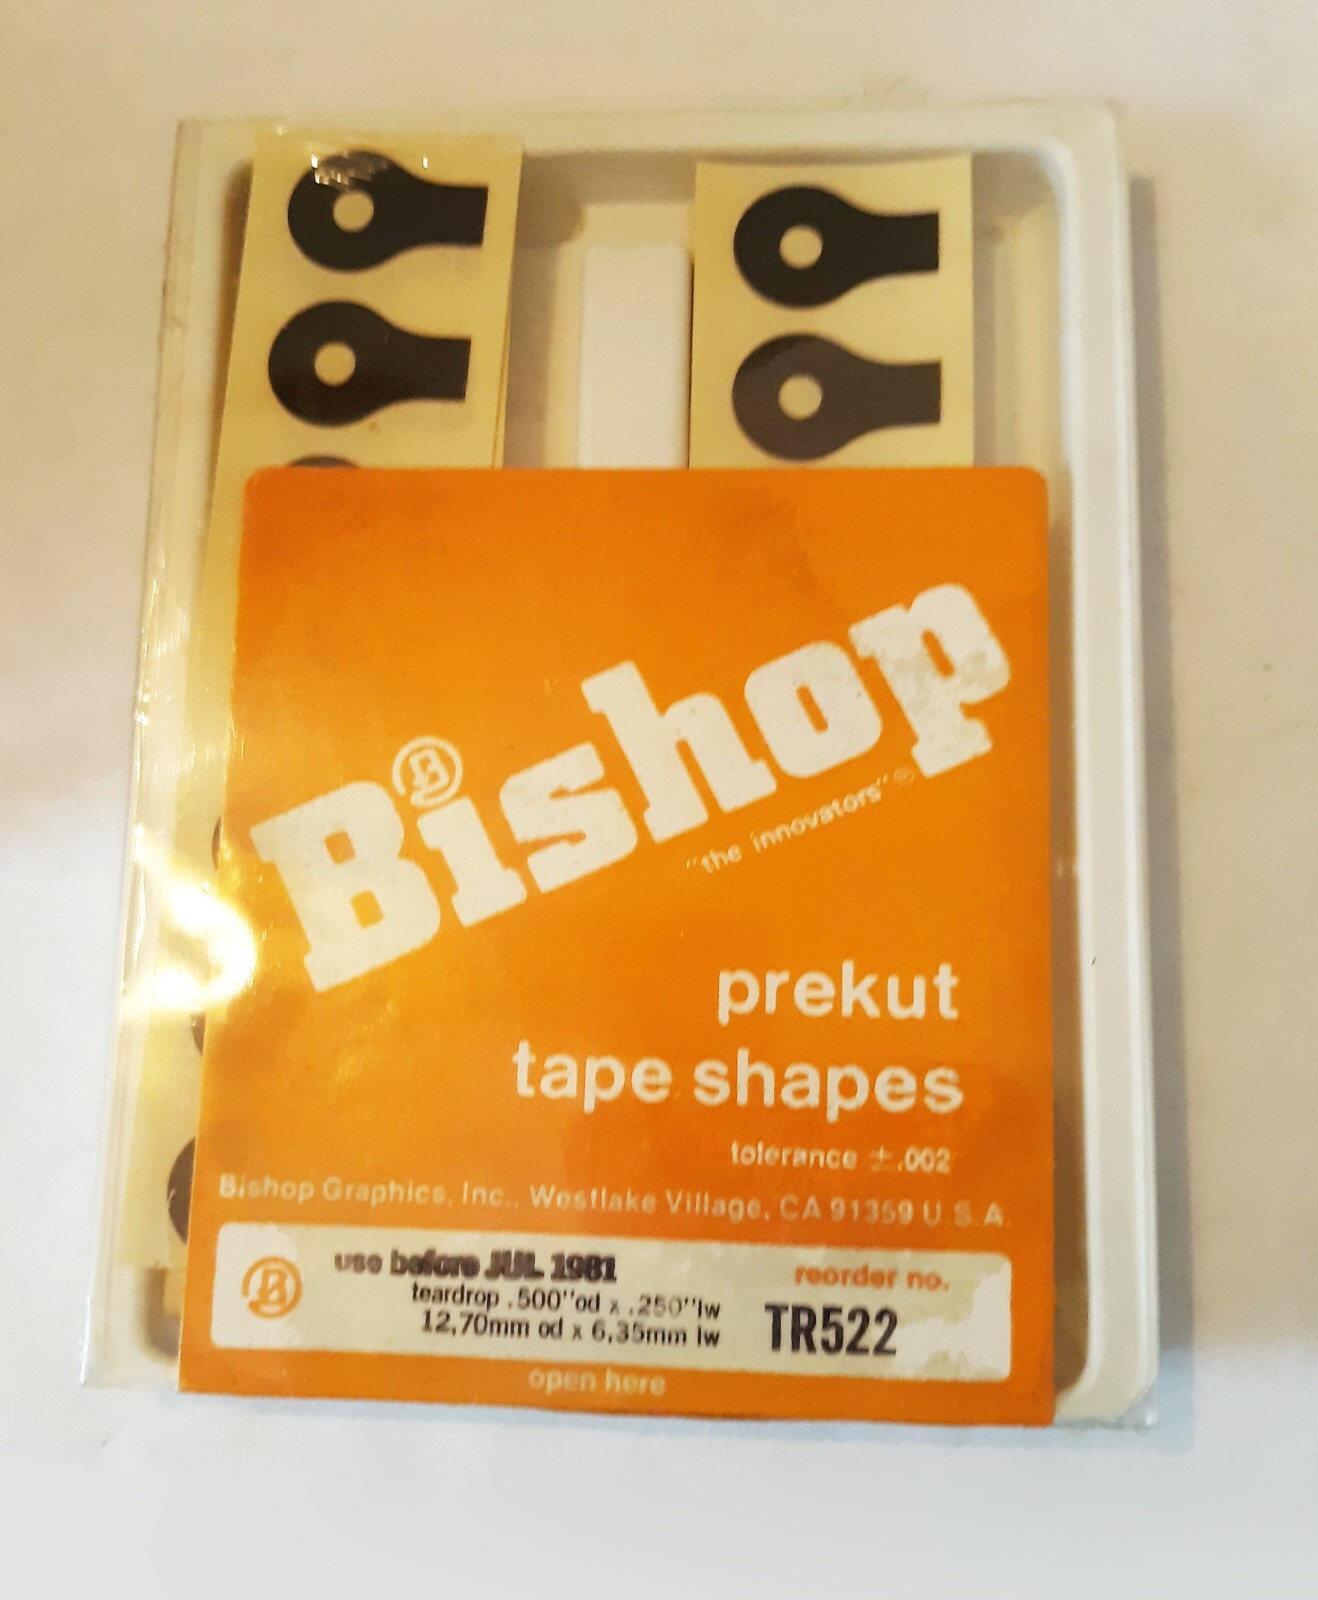 Bishop
"the innovators"®
prekut
tape shapes
tolerance ±.002
Bishop Graphics, Inc., Westlake Village, CA 91359 U.S.A.
B
use before JUL 1981
reorder no.
teardrop .500"od x .250"lw
12,70mm od x 6,35mm lw
TR522
open here